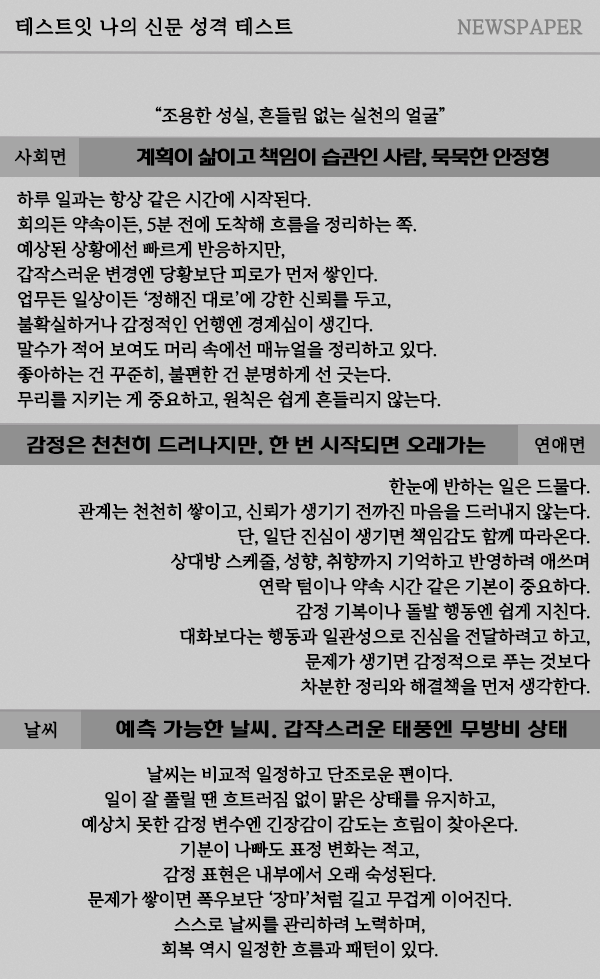 테스트잇 나의 신문 성격 테스트
NEWSPAPER
“조용한 성실, 흔들림 없는 실천의 얼굴”
사회면
계획이 삶이고 책임이 습관인 사람. 묵묵한 안정형
하루 일과는 항상 같은 시간에 시작된다.
회의든 약속이든, 5분 전에 도착해 흐름을 정리하는 쪽.
예상된 상황에선 빠르게 반응하지만,
갑작스러운 변경엔 당황보단 피로가 먼저 쌓인다.
업무든 일상이든 ‘정해진 대로’에 강한 신뢰를 두고,
불확실하거나 감정적인 언행엔 경계심이 생긴다.
말수가 적어 보여도 머리 속에선 매뉴얼을 정리하고 있다.
좋아하는 건 꾸준히, 불편한 건 분명하게 선 긋는다.
무리를 지키는 게 중요하고, 원칙은 쉽게 흔들리지 않는다.
감정은 천천히 드러나지만, 한 번 시작되면 오래가는
연애면
한눈에 반하는 일은 드물다.
관계는 천천히 쌓이고, 신뢰가 생기기 전까진 마음을 드러내지 않는다.
단, 일단 진심이 생기면 책임감도 함께 따라온다.
상대방 스케줄, 성향, 취향까지 기억하고 반영하려 애쓰며
연락 텀이나 약속 시간 같은 기본이 중요하다.
감정 기복이나 돌발 행동엔 쉽게 지친다.
대화보다는 행동과 일관성으로 진심을 전달하려고 하고,
문제가 생기면 감정적으로 푸는 것보다
차분한 정리와 해결책을 먼저 생각한다.
날씨
예측 가능한 날씨. 갑작스러운 태풍엔 무방비 상태
날씨는 비교적 일정하고 단조로운 편이다.
일이 잘 풀릴 땐 흐트러짐 없이 맑은 상태를 유지하고,
예상치 못한 감정 변수엔 긴장감이 감도는 흐림이 찾아온다.
기분이 나빠도 표정 변화는 적고,
감정 표현은 내부에서 오래 숙성된다.
문제가 쌓이면 폭우보단 ‘장마’처럼 길고 무겁게 이어진다.
스스로 날씨를 관리하려 노력하며,
회복 역시 일정한 흐름과 패턴이 있다.